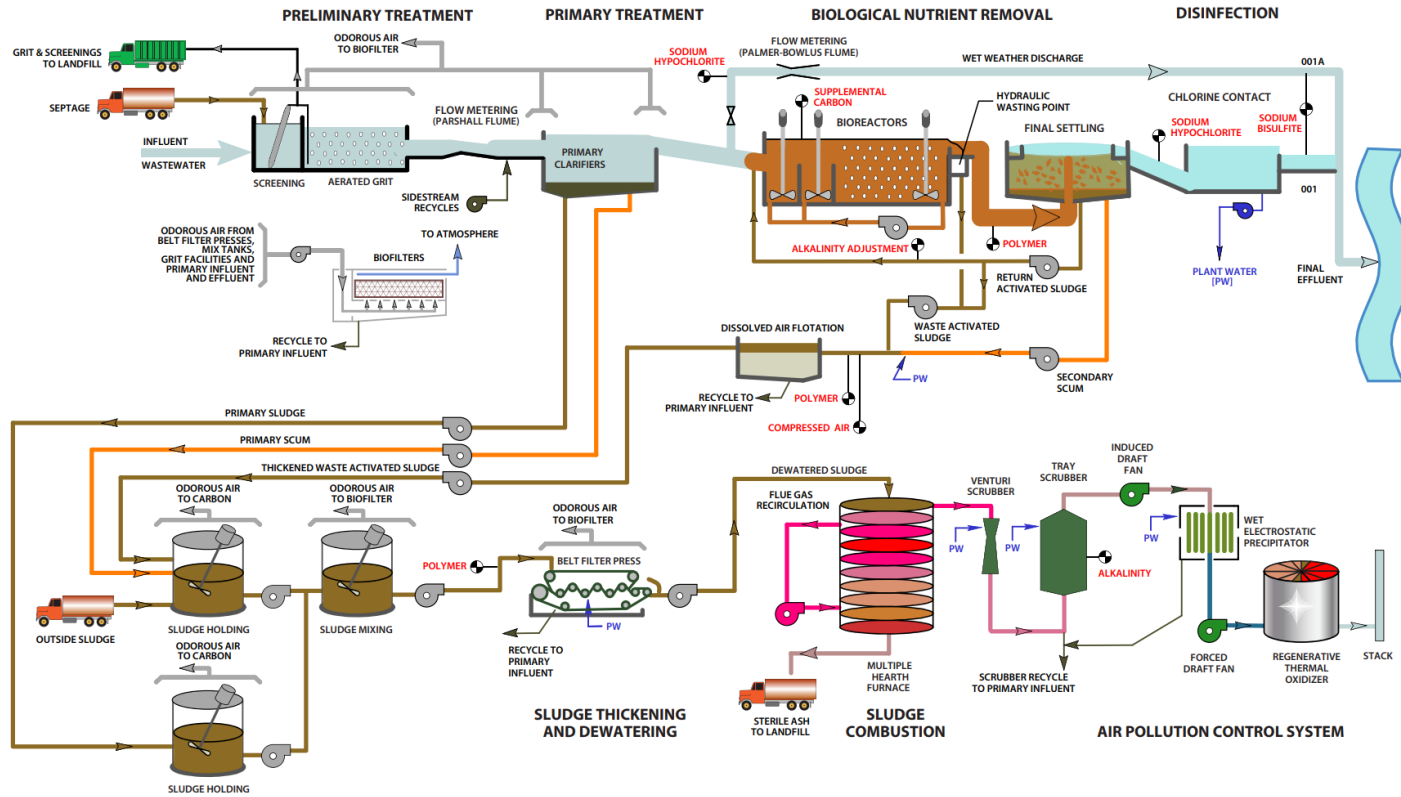 PRELIMINARY TREATMENT
PRIMARY TREATMENT
BIOLOGICAL NUTRIENT REMOVAL
DISINFECTION
GRIT & SCREENINGS
TO LANDFILL
ODOROUS AIR
TO BIOFILTER
SODIUM
HYPOCHLORITE
FLOW METERING
(PALMER-BOWLUS FLUME)
WET WEATHER DISCHARGE
001A
SEPTAGE
FLOW METERING
(PARSHALL FLUME)
SUPPLEMENTAL
CARBON
BIOREACTORS
HYDRAULIC
WASTING POINT
CHLORINE CONTACT
FINAL SETTLING
SODIUM
HYPOCHLORITE
SODIUM
BISULFITE
INFLUENT
WASTEWATER
SCREENING
AERATED GRIT
PRIMARY
CLARIFIERS
SIDESTREAM
RECYCLES
001
ODOROUS AIR FROM
BELT FILTER PRESSES,
MIX TANKS,
GRIT FACILITIES AND
PRIMARY INFLUENT
AND EFFLUENT
TO ATMOSPHERE
BIOFILTERS
ALKALINITY ADJUSTMENT
POLYMER
PLANT WATER
[PW]
FINAL
EFFLUENT
RETURN
ACTIVATED SLUDGE
RECYCLE TO
PRIMARY INFLUENT
DISSOLVED AIR FLOTATION
WASTE ACTIVATED
SLUDGE
PW
SECONDARY
SCUM
RECYCLE TO
PRIMARY INFLUENT
POLYMER
COMPRESSED AIR
PRIMARY SLUDGE
PRIMARY SCUM
THICKENED WASTE ACTIVATED SLUDGE
ODOROUS AIR
TO CARBON
ODOROUS AIR
TO BIOFILTER
DEWATERED SLUDGE
FLUE GAS
RECIRCULATION
VENTURI
SCRUBBER
TRAY
SCRUBBER
INDUCED
DRAFT
FAN
ODOROUS AIR
TO BIOFILTER
PW
PW
PW
WET
ELECTROSTATIC
PRECIPITATOR
POLYMER
BELT FILTER PRESS
ALKALINITY
PW
OUTSIDE SLUDGE
SLUDGE HOLDING
SLUDGE MIXING
RECYCLE TO
PRIMARY
INFLUENT
ODOROUS AIR
TO CARBON
MULTIPLE
HEARTH
FURNACE
SCRUBBER RECYCLE
TO PRIMARY INFLUENT
FORCED
DRAFT FAN
REGENERATIVE
THERMAL
OXIDIZER
STACK
STERILE ASH
TO LANDFILL
SLUDGE THICKENING
AND DEWATERING
SLUDGE
COMBUSTION
AIR POLLUTION CONTROL SYSTEM
SLUDGE HOLDING